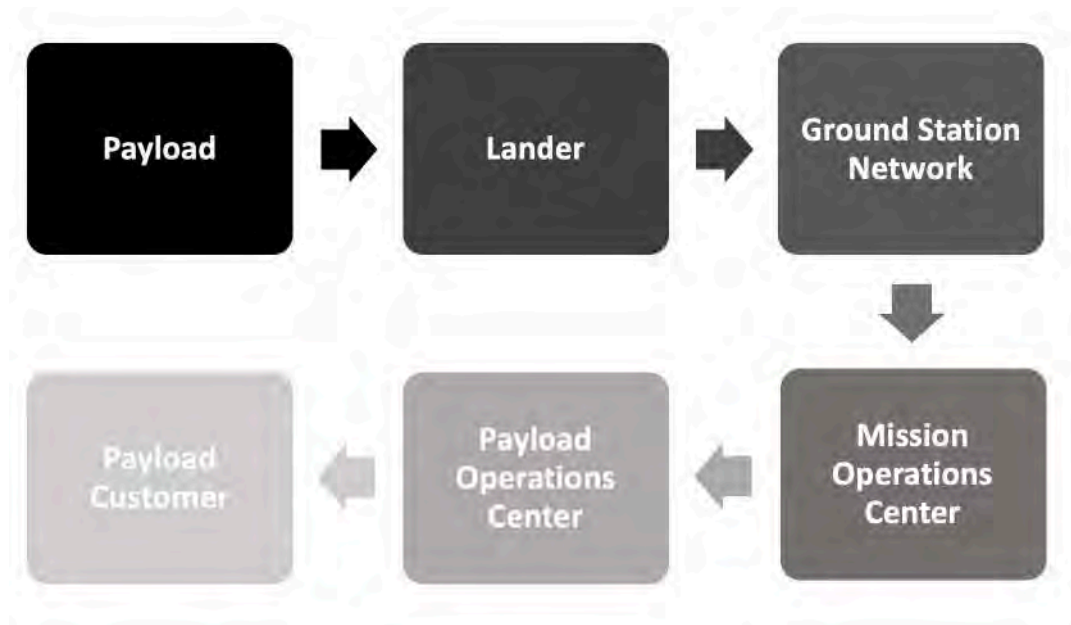 Payload
Lander
Ground Station
Network
Mission
Operations
Center
Payload
Operations
Center
Payload
Customer